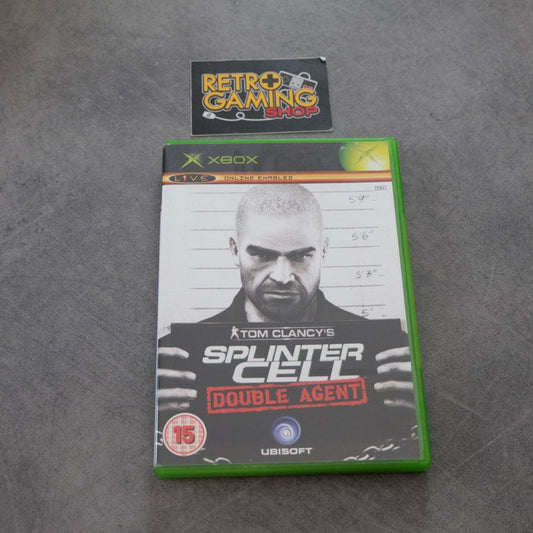 RETRO
GAMING
SHOP
XBOX
LIVE ONLINE ENABLED
5'9"
5'6"
5'3"
5'
TOM CLANCY'S
SPLINTER
CELL
DOUBLE AGENT
15
UBISOFT